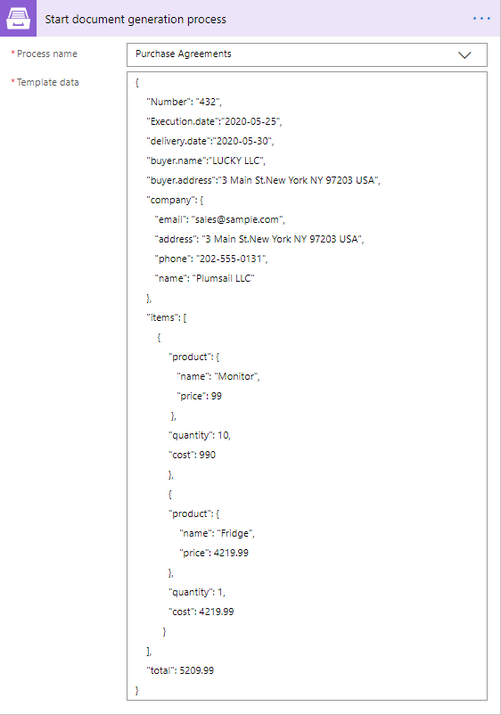 Start document generation process
* Process name
Purchase Agreements
* Template data
{
"Number": "432",
"Execution.date":"2020-05-25",
"delivery.date":"2020-05-30",
"buyer.name":"LUCKY LLC",
"buyer.address":"3 Main St.New York NY 97203 USA",
"company": {
"email": "sales@sample.com",
"address": "3 Main St.New York NY 97203 USA",
"phone": "202-555-0131",
"name": "Plumsail LLC"
},
"items": [
{
"product": {
"name": "Monitor",
"price": 99
},
"quantity": 10,
"cost": 990
},
{
"product": {
"name": "Fridge",
"price": 4219.99
},
"quantity": 1,
"cost": 4219.99
}
],
"total": 5209.99
}